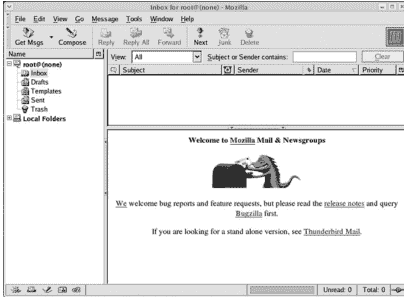 Inbox for root@(none) - Mozilla
File Edit View Go Message Tools Window Help
Get Msgs Compose Reply Reply All Forward Next Junk Delete
Name
View: All Subject or Sender contains: Clear
root@(none)
Subject Sender Date Priority
Inbox
Drafts
Templates
Sent
Trash
Local Folders
Welcome to Mozilla Mail & Newsgroups
We welcome bug reports and feature requests, but please read the release notes and query
Bugzilla first.
If you are looking for a stand alone version, see Thunderbird Mail.
Unread: 0 Total: 0